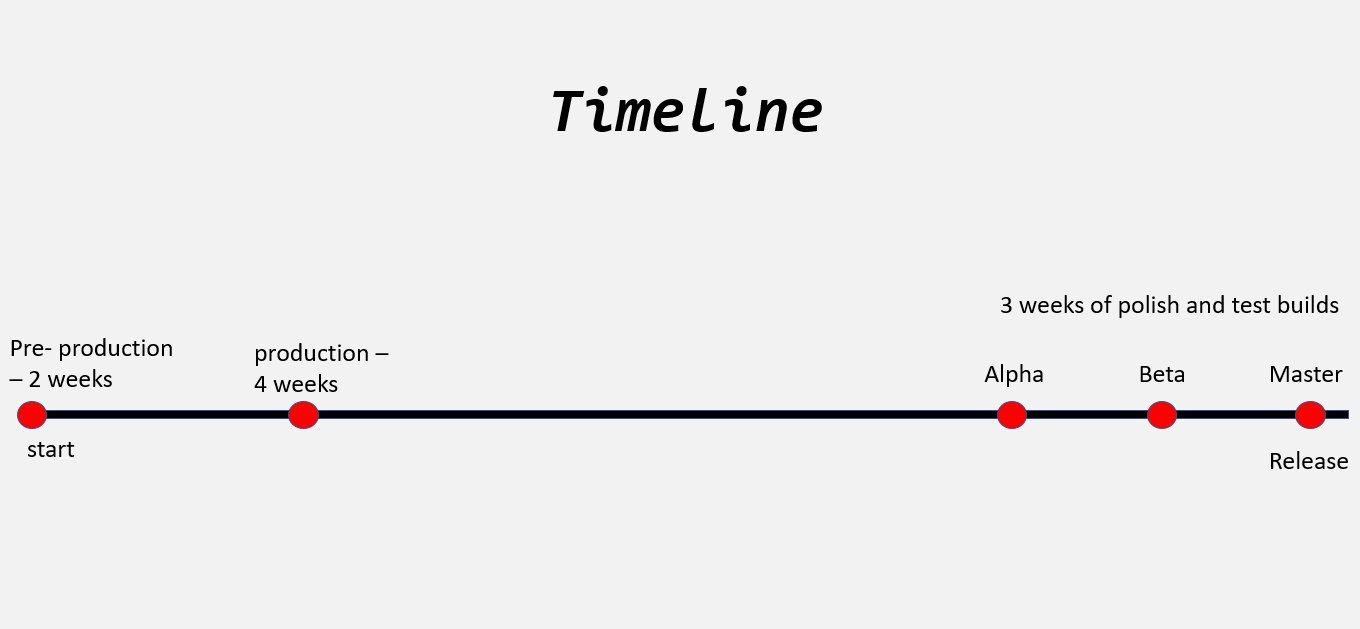 Timeline
3 weeks of polish and test builds
Pre- production
– 2 weeks
production –
4 weeks
Alpha
Beta
Master
start
Release